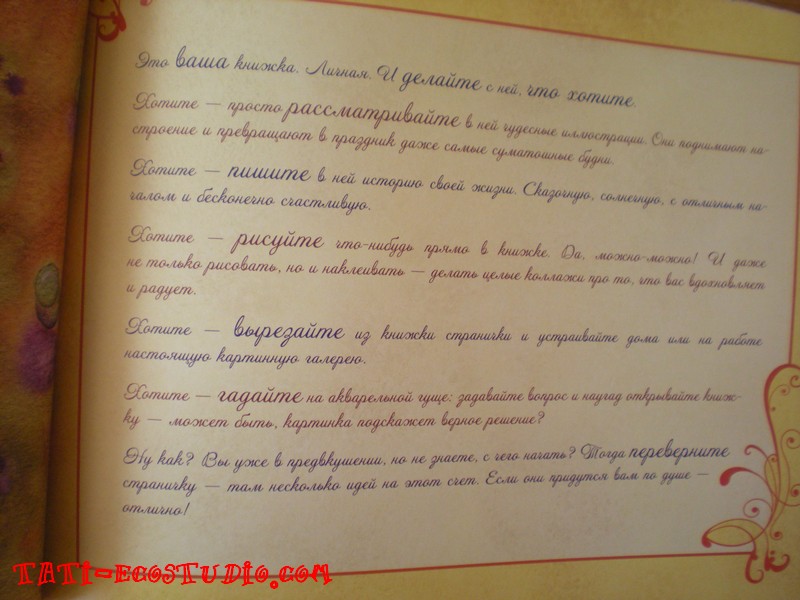 Это ваша книжка. Личная. И делайте с ней, что хотите.
Хотите — просто рассматривайте в ней чудесные иллюстрации. Они поднимают на-
строение и превращают в праздник даже самые суматошные будни.
Хотите — пишите в ней историю своей жизни. Сказочную, солнечную, с отличным на-
чалом и бесконечно счастливую.
Хотите — рисуйте что-нибудь прямо в книжке. Да, можно-можно! И даже
не только рисовать, но и наклеивать — делать целые коллажи про то, что вас вдохновляет
и радует.
Хотите — вырезайте из книжки странички и устраивайте дома или на работе
настоящую картинную галерею.
Хотите — гадайте на акварельной гуще: задавайте вопрос и наугад открывайте книж-
ку — может быть, картинка подскажет верное решение?
Ну как? Вы уже в предвкушении, но не знаете, с чего начать? Тогда переверните
страничку — там несколько идей на этот счет. Если они придутся вам по душе —
отлично!
TATI-ECOSTUDIO.COM